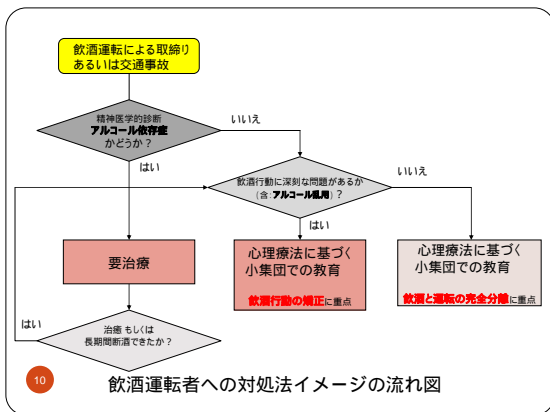 飲酒運転による取締り
あるいは交通事故
精神医学的診断
アルコール依存症
かどうか？
いいえ
はい
飲酒行動に深刻な問題があるか
(含:アルコール乱用)？
いいえ
はい
要治療
心理療法に基づく
小集団での教育
飲酒行動の矯正に重点
心理療法に基づく
小集団での教育
飲酒と運転の完全分離に重点
はい
治癒 もしくは
長期間断酒できたか？
10
飲酒運転者への対処法イメージの流れ図